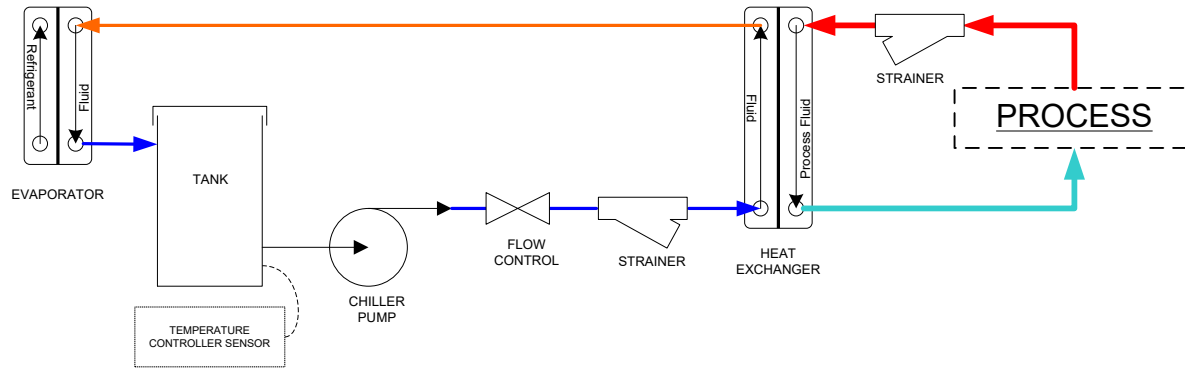 Refrigerant
Fluid
EVAPORATOR
TANK
TEMPERATURE
CONTROLLER SENSOR
CHILLER
PUMP
FLOW
CONTROL
STRAINER
Fluid
Process Fluid
HEAT
EXCHANGER
STRAINER
PROCESS